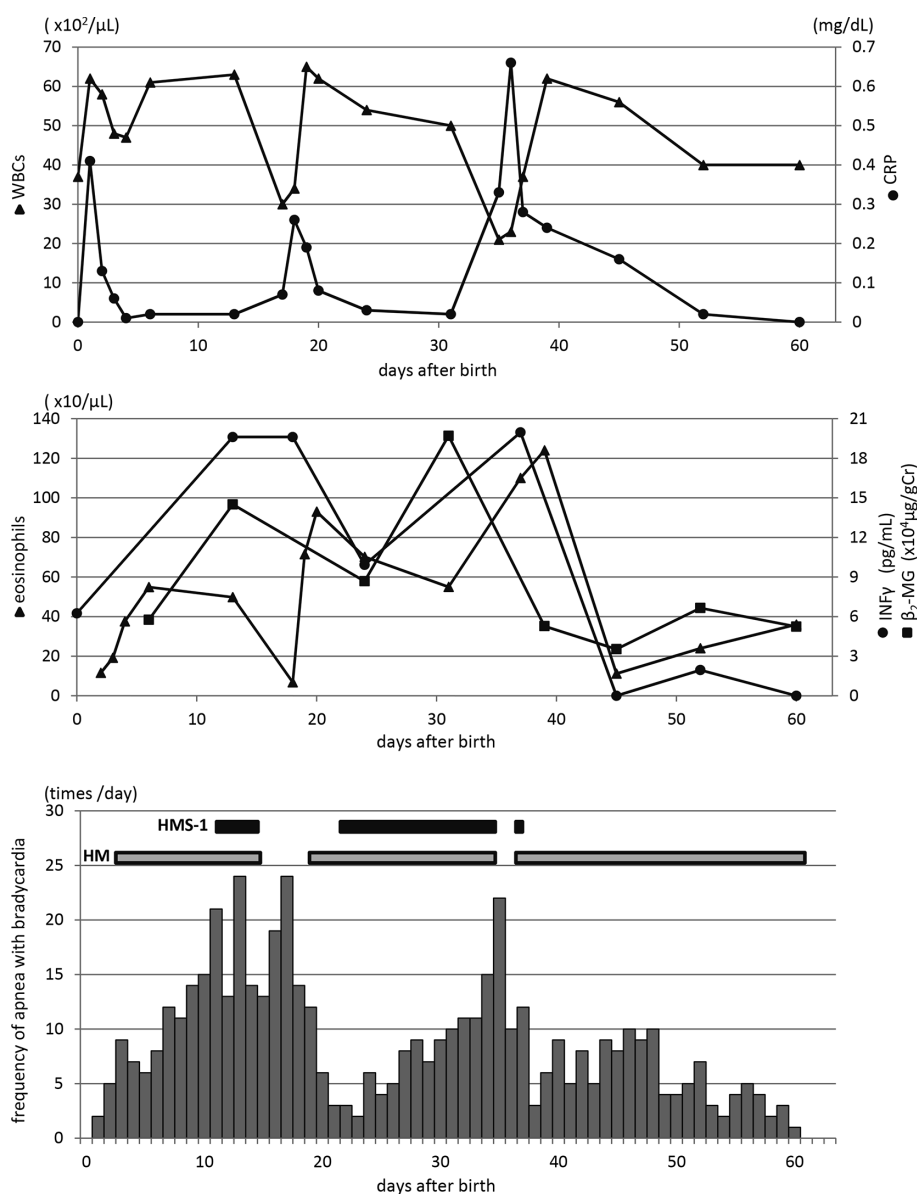 ( x10²/μL)
(mg/dL)
70
60
50
40
30
20
10
0
▲ WBCs
0.7
0.6
0.5
0.4
0.3
0.2
0.1
0
● CRP
0 10 20 30 40 50 60
days after birth
( x10/μL)
140
120
100
80
60
40
20
0
▲ eosinophils
21
18
15
12
9
6
3
0
● INFγ (pg/mL)
■ β₂-MG (x10⁴μg/gCr)
0 10 20 30 40 50 60
days after birth
(times /day)
30
25
20
15
10
5
0
frequency of apnea with bradycardia
HMS-1
HM
0 10 20 30 40 50 60
days after birth